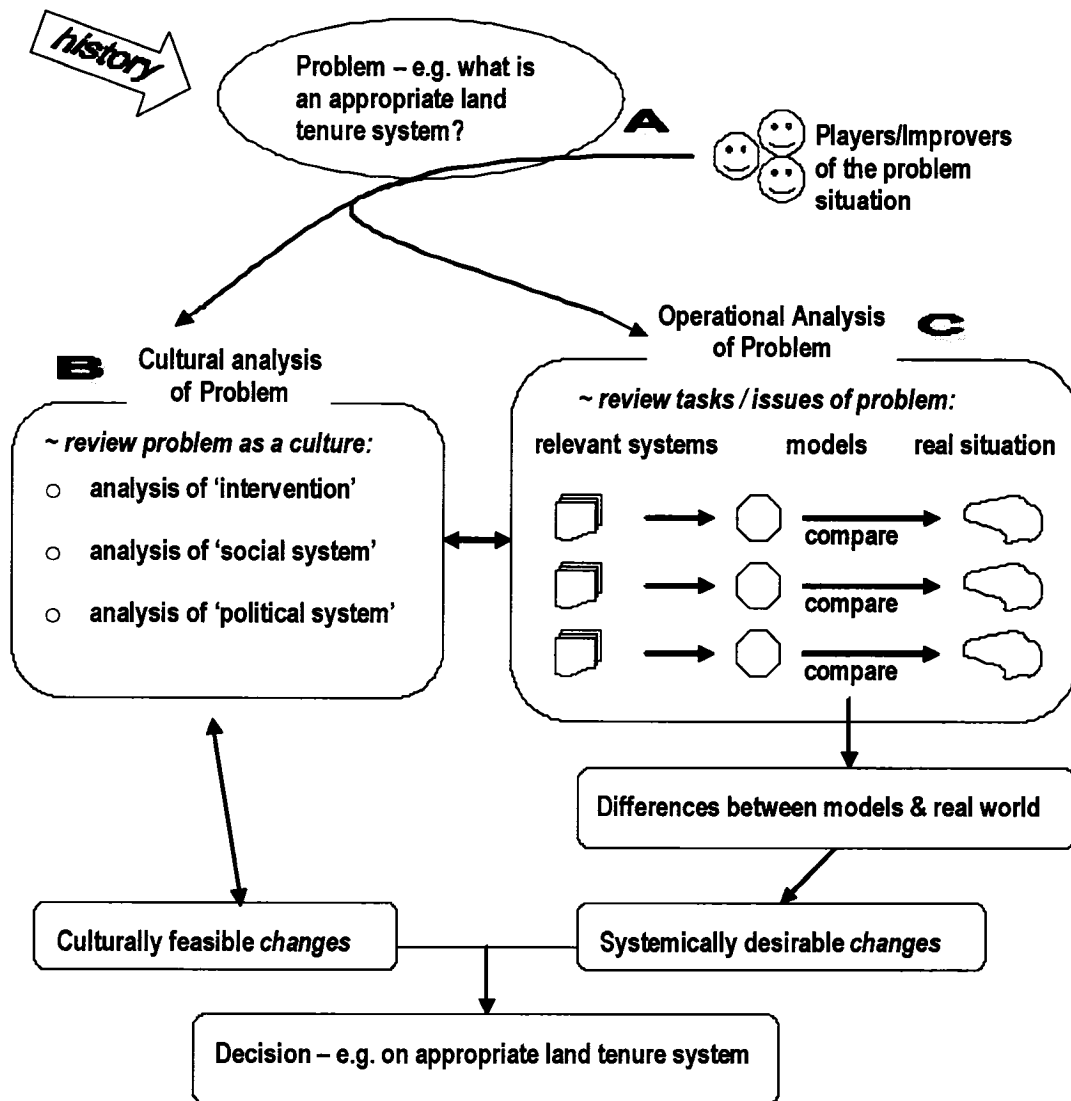 history
Problem – e.g. what is
an appropriate land
tenure system?
A
Players/Improvers
of the problem
situation
B
Cultural analysis
of Problem
~ review problem as a culture:
analysis of ‘intervention’
analysis of ‘social system’
analysis of ‘political system’
Operational Analysis
of Problem
C
~ review tasks / issues of problem:
relevant systems models real situation
compare
compare
compare
Differences between models & real world
Culturally feasible changes
Systemically desirable changes
Decision – e.g. on appropriate land tenure system